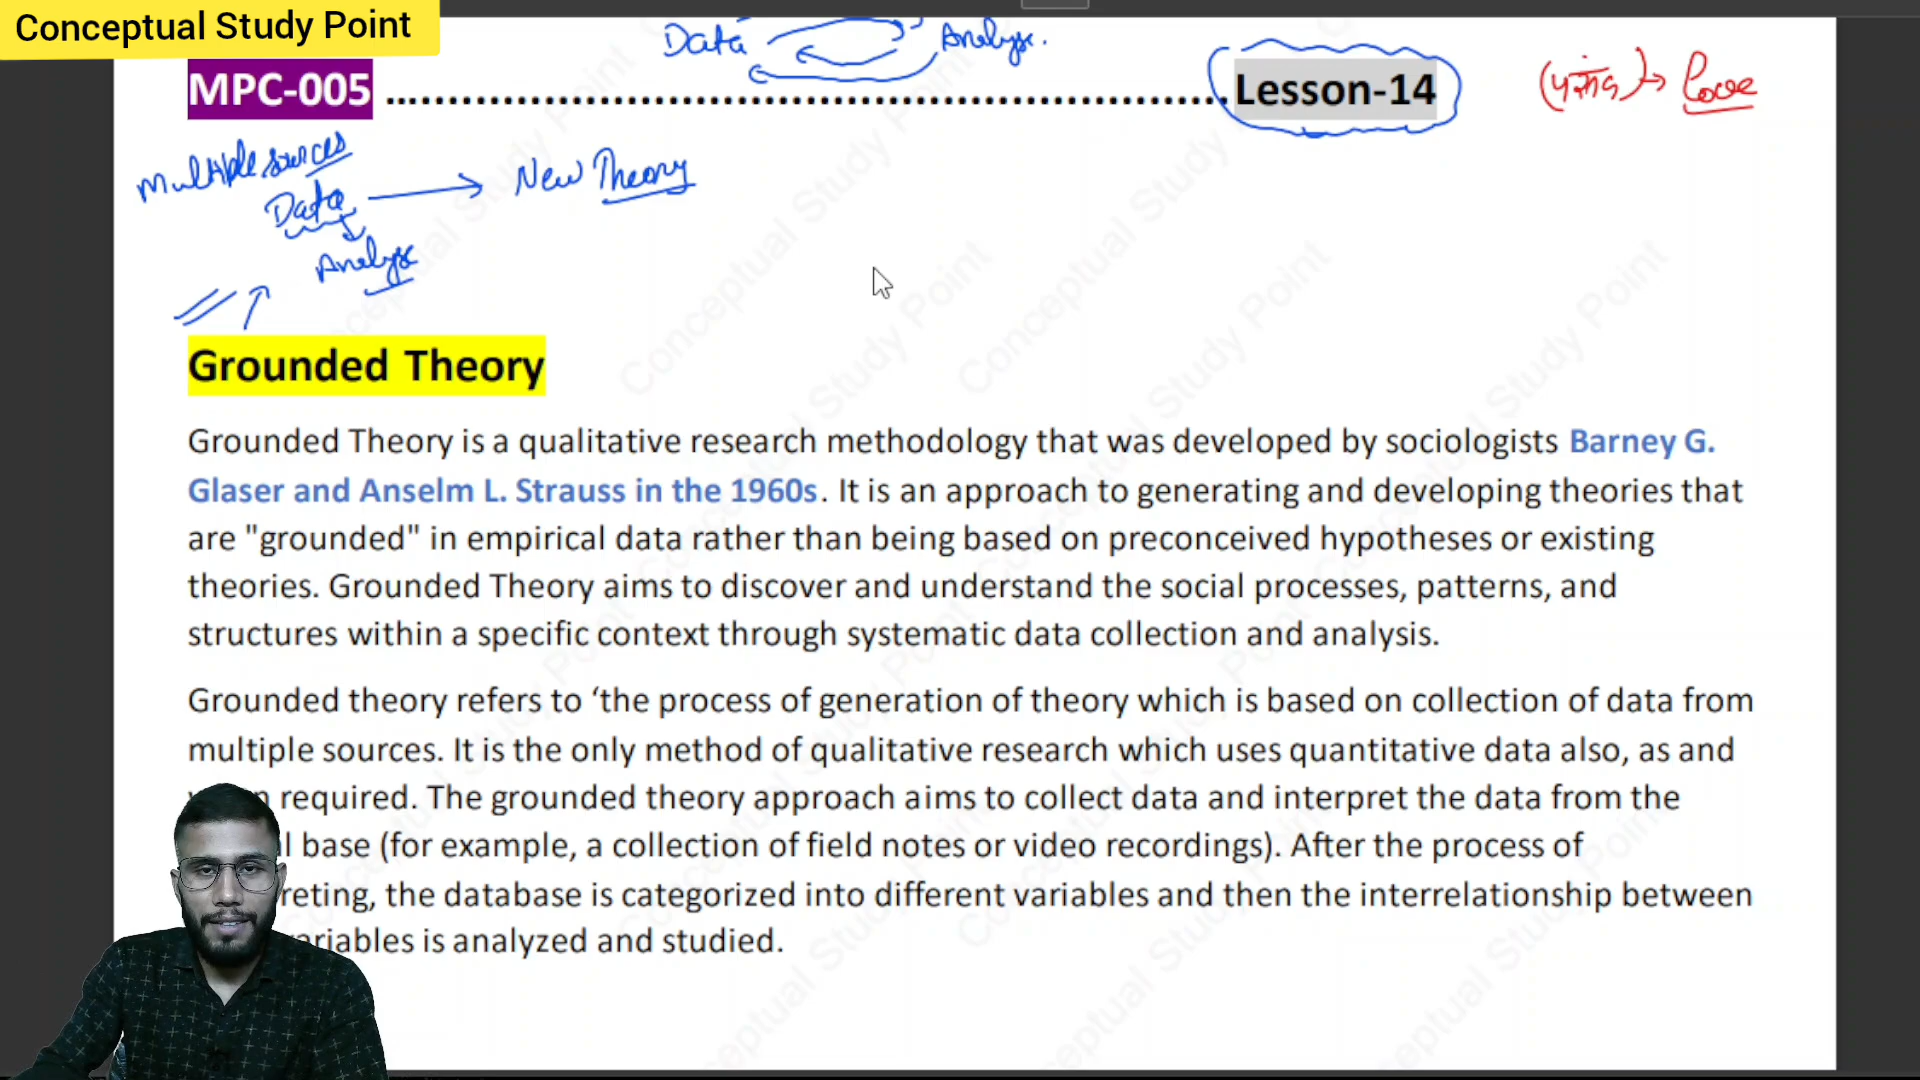 Conceptual Study Point
Data Analyse.
MPC-005 ........................................................... Lesson-14
Love
Multiple sources
Data → New Theory
Analyse
Grounded Theory
Grounded Theory is a qualitative research methodology that was developed by sociologists Barney G.
Glaser and Anselm L. Strauss in the 1960s. It is an approach to generating and developing theories that
are "grounded" in empirical data rather than being based on preconceived hypotheses or existing
theories. Grounded Theory aims to discover and understand the social processes, patterns, and
structures within a specific context through systematic data collection and analysis.
Grounded theory refers to ‘the process of generation of theory which is based on collection of data from
multiple sources. It is the only method of qualitative research which uses quantitative data also, as and
required. The grounded theory approach aims to collect data and interpret the data from the
base (for example, a collection of field notes or video recordings). After the process of
reting, the database is categorized into different variables and then the interrelationship between
ariables is analyzed and studied.